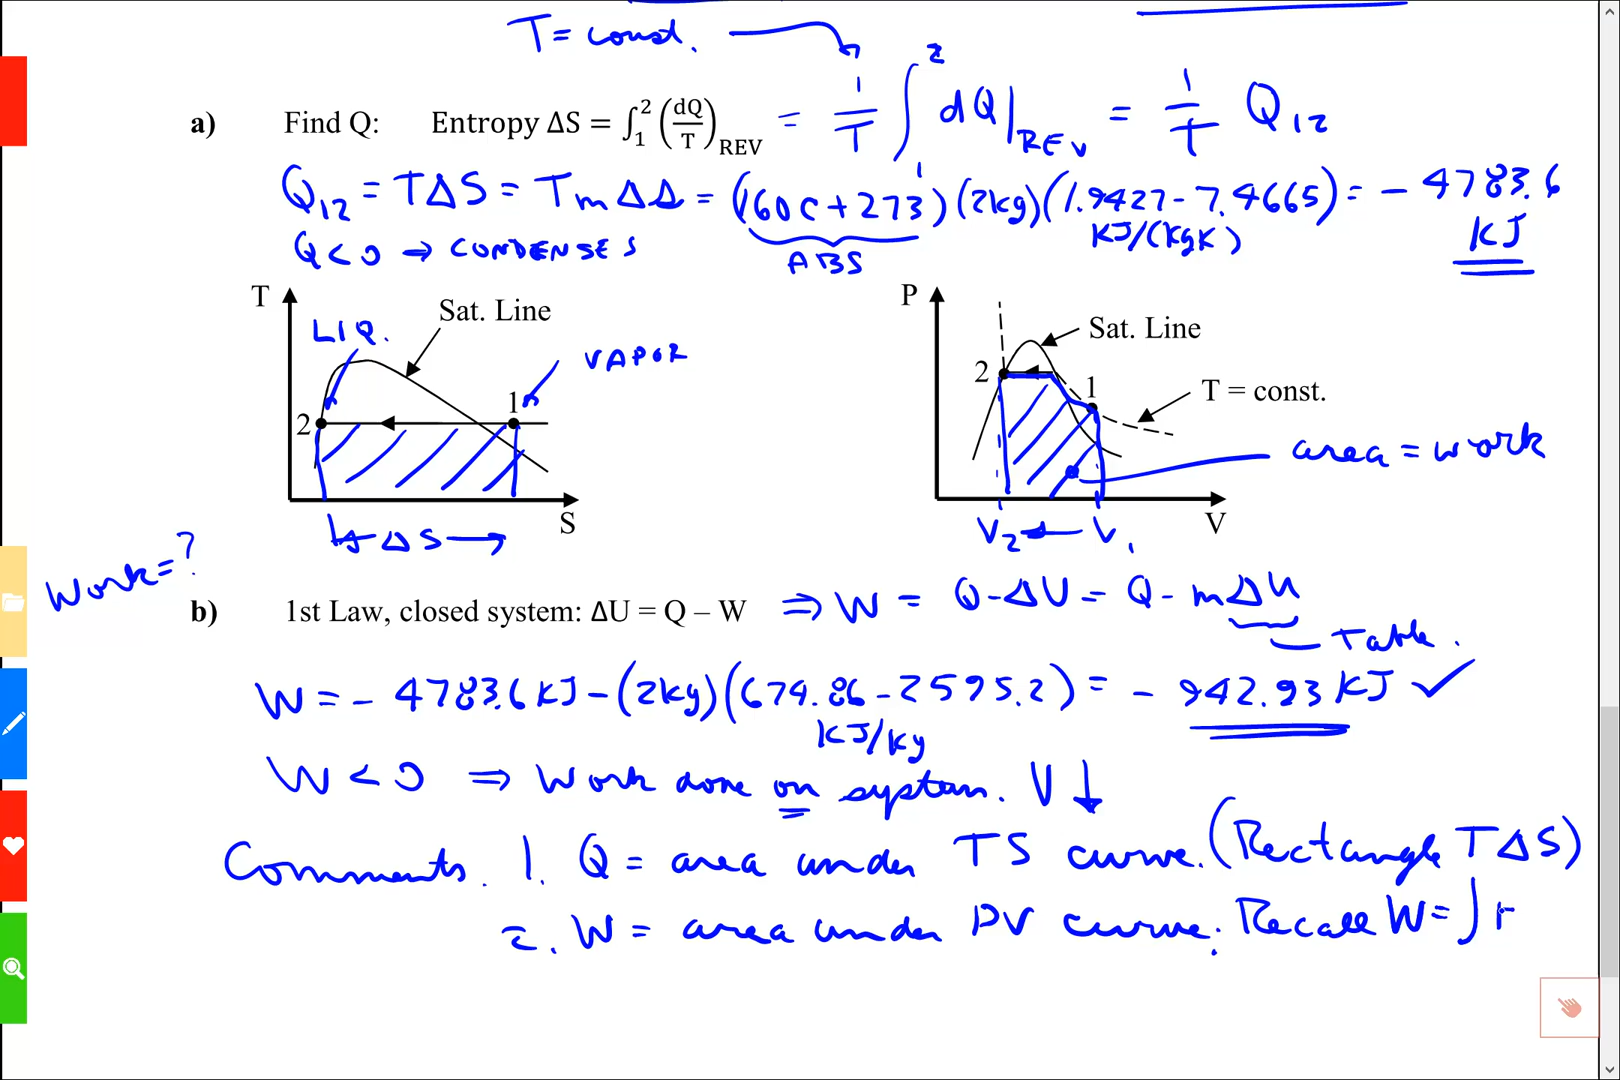 T = const.
a) Find Q: Entropy ΔS = ∫₁² (dQ/T)REV = 1/T ∫₁² dQ|REV = 1/T Q₁₂
Q₁₂ = TΔS = TmΔs = (160C + 273)(2kg)(1.9427 - 7.4665) = - 4783.6
Q < 0 → CONDENSES ABS KJ/(KgK) KJ
T LIQ. Sat. Line VAPOR 2 1 S
ΔS
P Sat. Line 2 1 T = const. V
area = work
V₂ V₁
Work = ?
b) 1st Law, closed system: ΔU = Q – W ⇒ W = Q - ΔU = Q - mΔu
Table.
W = - 4783.6 KJ - (2kg)(674.86 - 2595.2) = - 942.93 KJ ✓
KJ/kg
W < 0 ⇒ Work done on system. V ↓
Comments. 1. Q = area under TS curve. (Rectangle TΔS)
2. W = area under PV curve. Recall W = ∫